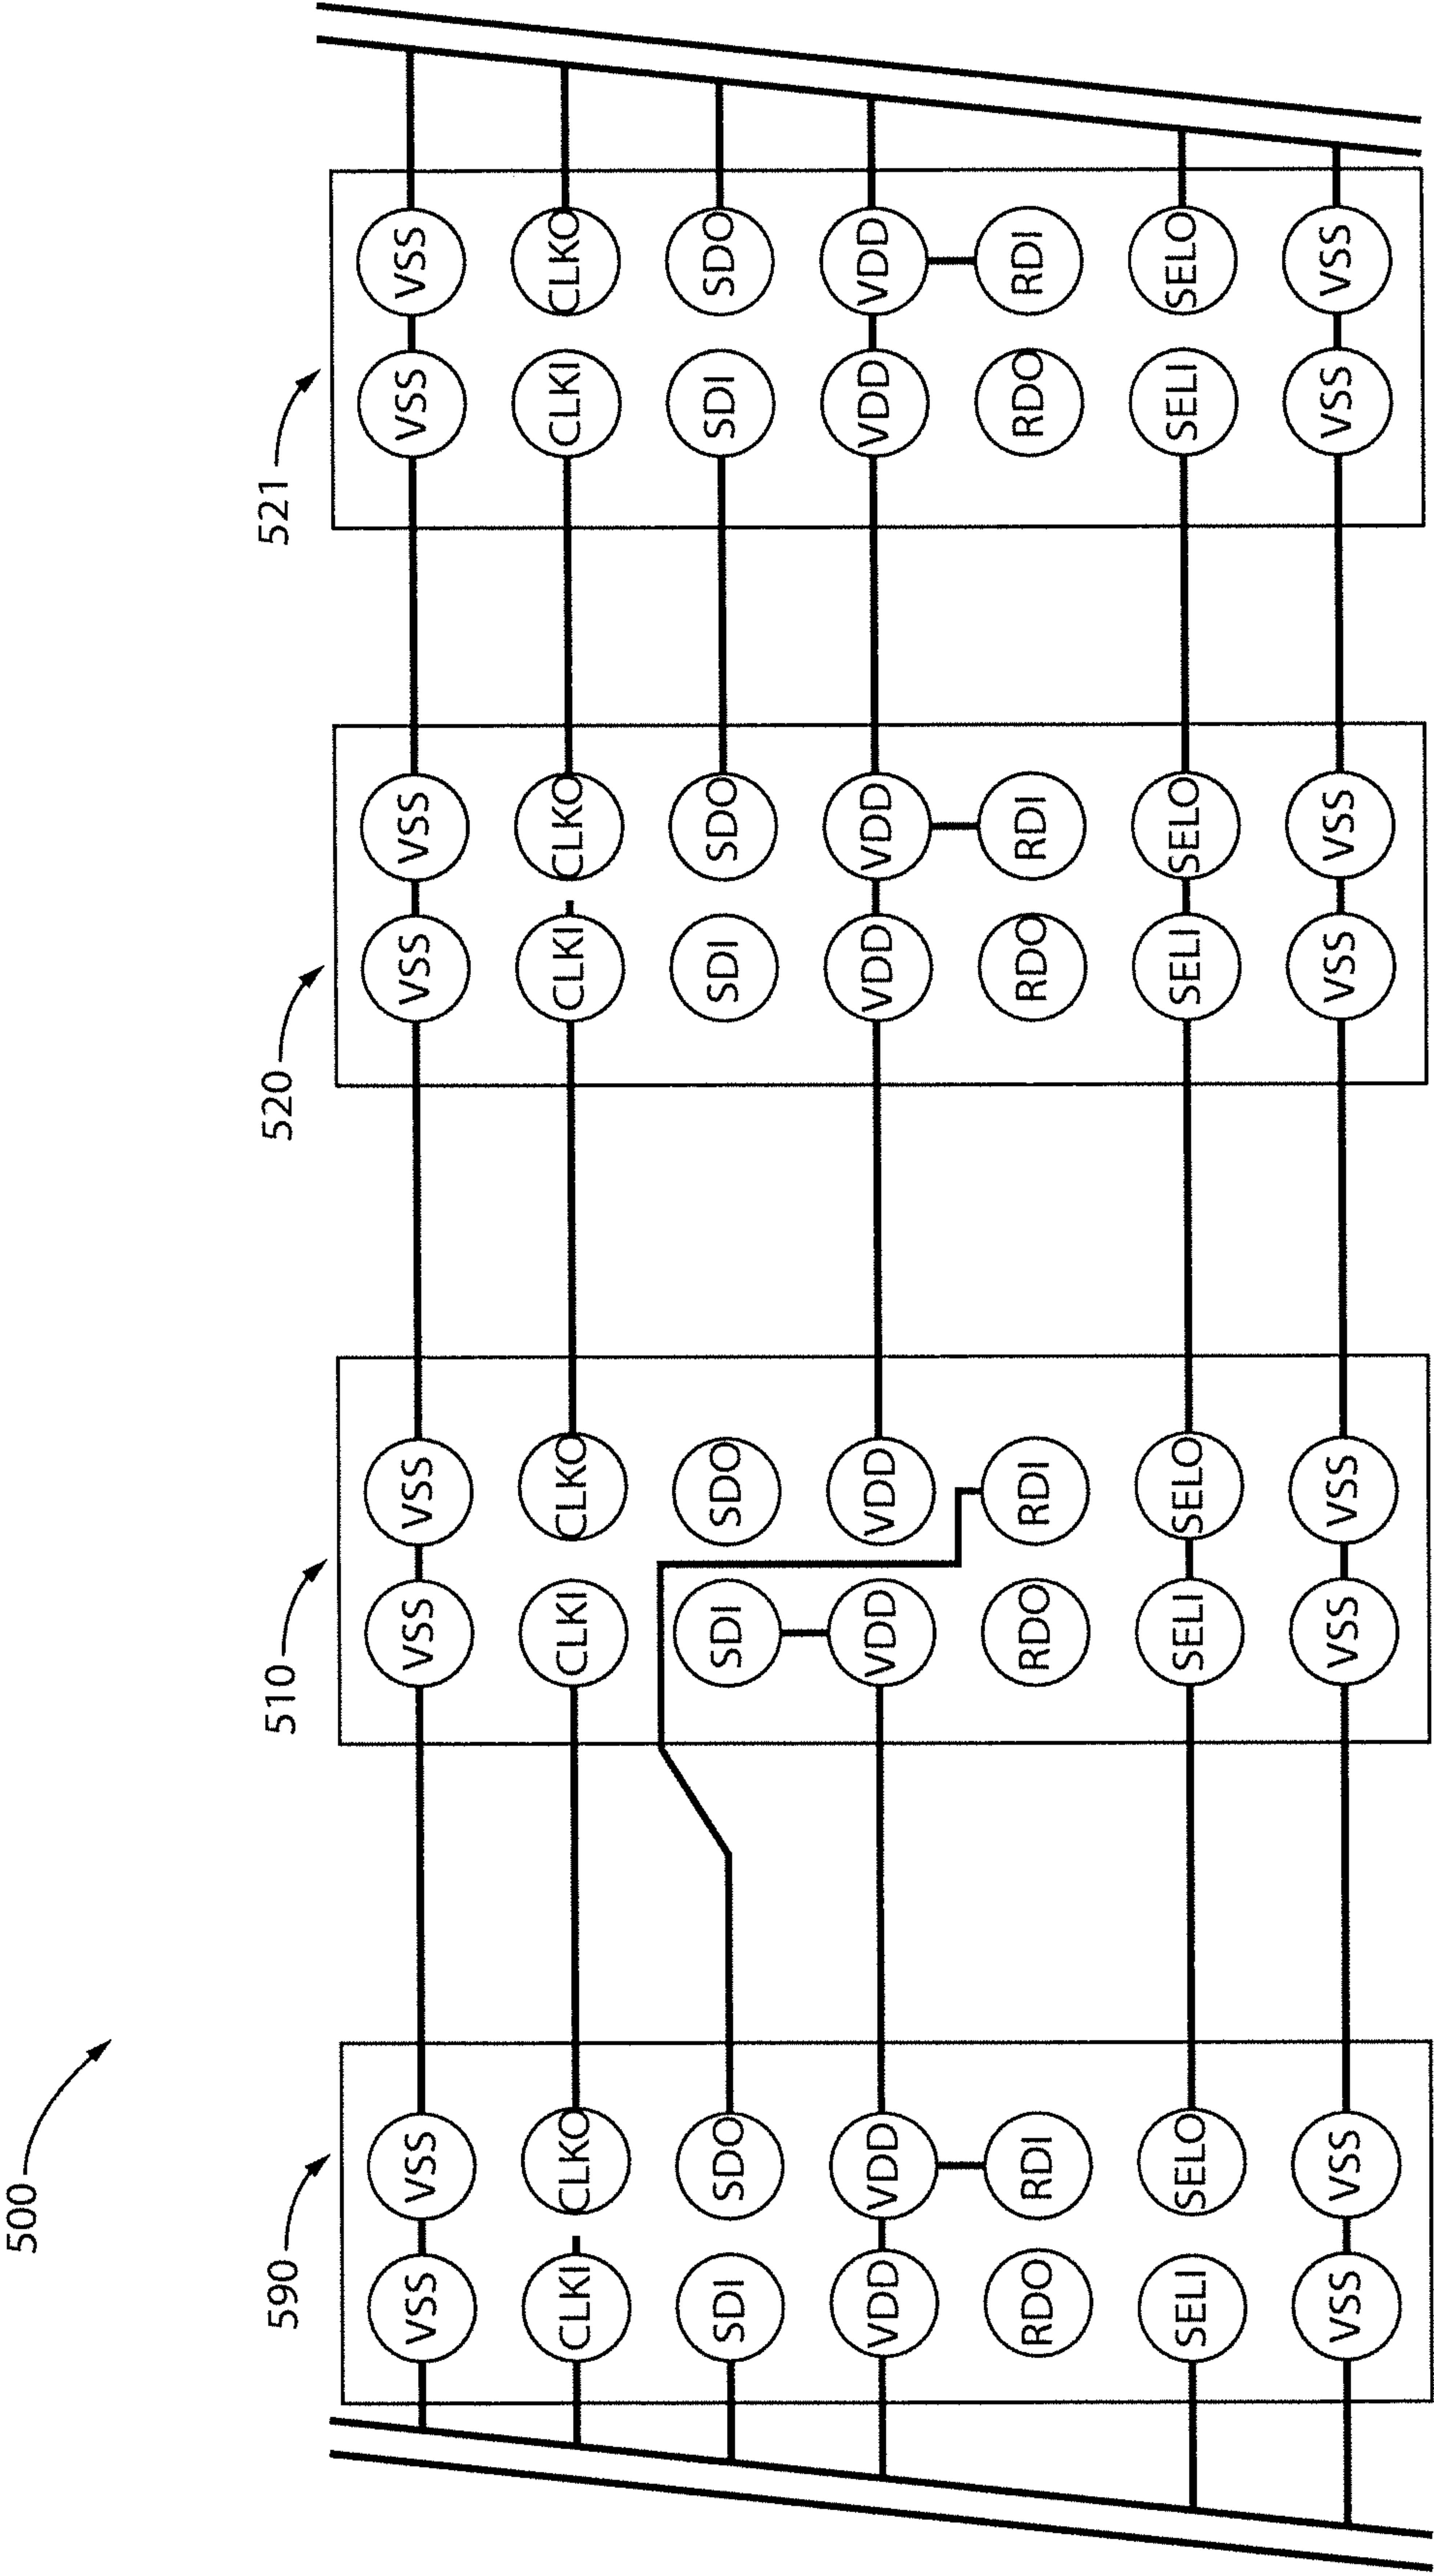 500
590 510 520 521
VSS VSS VSS VSS VSS VSS VSS VSS
CLKI CLKO CLKI CLKO CLKI CLKO CLKI CLKO
SDI SDO SDI SDO SDI SDO SDI SDO
VDD VDD VDD VDD VDD VDD VDD VDD
RDO RDI RDO RDI RDO RDI RDO RDI
SELI SELO SELI SELO SELI SELO SELI SELO
VSS VSS VSS VSS VSS VSS VSS VSS